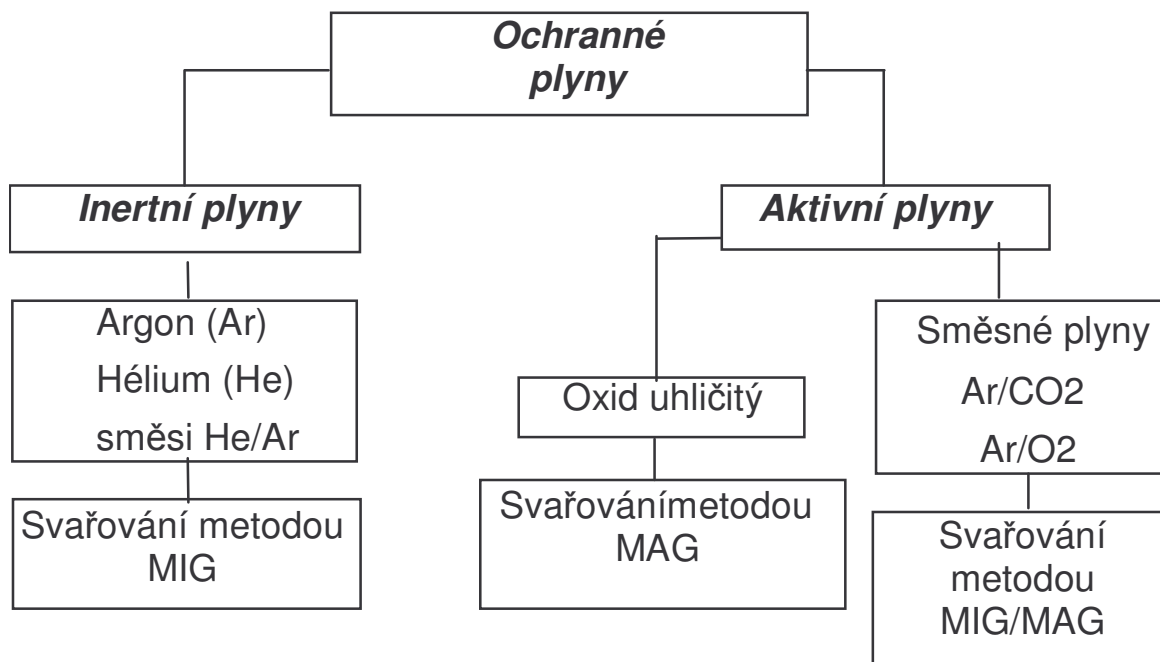 Ochranné
plyny
Inertní plyny
Aktivní plyny
Argon (Ar)
Hélium (He)
směsi He/Ar
Svařování metodou
MIG
Oxid uhličitý
Svařovánímetodou
MAG
Směsné plyny
Ar/CO2
Ar/O2
Svařování
metodou
MIG/MAG